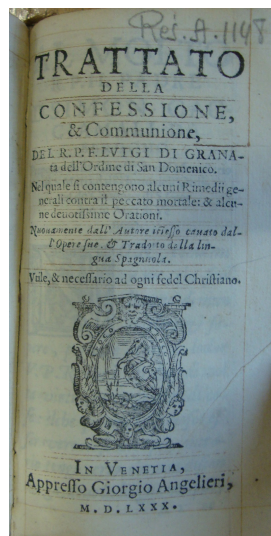 Rés. A. 1148
TRATTATO
DELLA
CONFESSIONE,
& Communione,
DEL R. P. F. LVIGI DI GRANA-
ta dell'Ordine di San Domenico.
Nel quale si contengono alcuni Rimedii ge-
nerali contra il peccato mortale: & alcu-
ne deuotissime Orationi.
Nuouamente dall'Autore istesso cauato dal-
l'Opere sue, & Tradotto della lin-
gua Spagnuola.
Vtile, & necessario ad ogni fedel Christiano.
IN VENETIA,
Appresso Giorgio Angelieri,
M. D. LXXX.